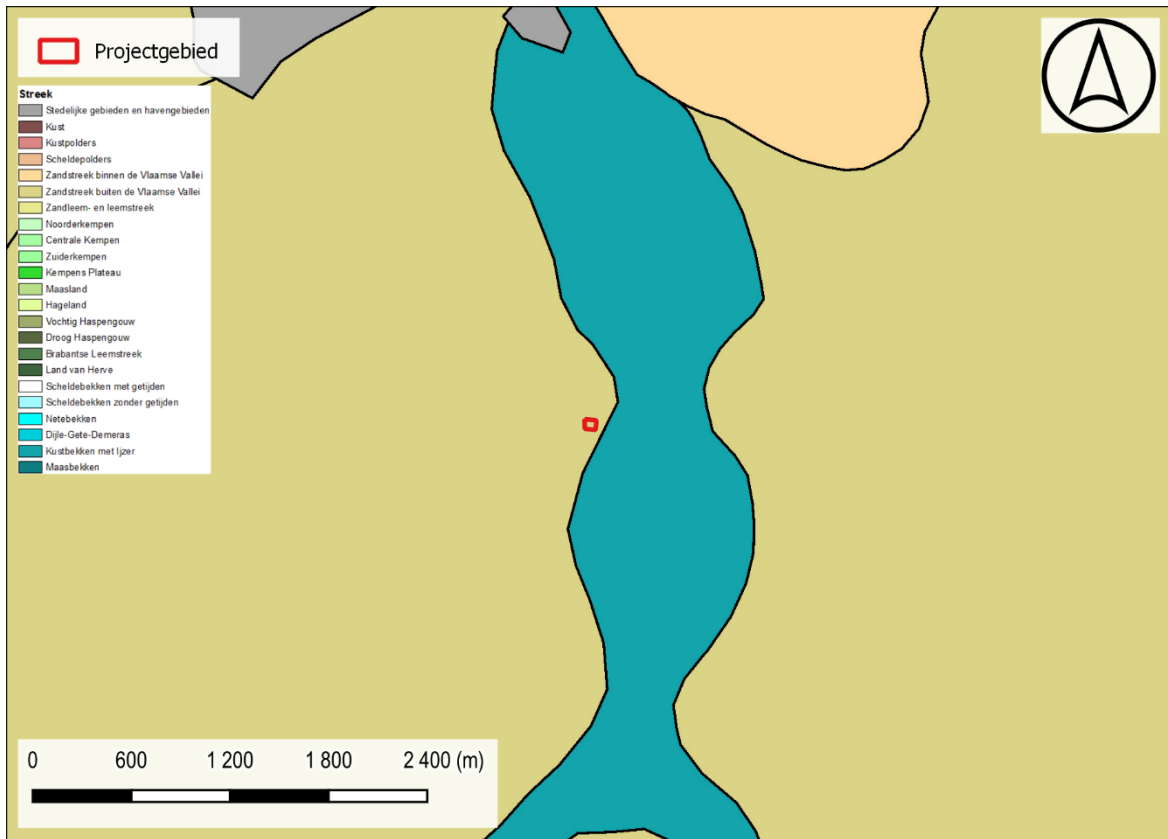 Projectgebied
Streek
Stedelijke gebieden en havengebieden
Kust
Kustpolders
Scheldepolders
Zandstreek binnen de Vlaamse Vallei
Zandstreek buiten de Vlaamse Vallei
Zandleem- en leemstreek
Noorderkempen
Centrale Kempen
Zuiderkempen
Kempens Plateau
Maasland
Hageland
Vochtig Haspengouw
Droog Haspengouw
Brabantse Leemstreek
Land van Herve
Scheldebekken met getijden
Scheldebekken zonder getijden
Netebekken
Dijle-Gete-Demeras
Kustbekken met Ijzer
Maasbekken
0 600 1 200 1 800 2 400 (m)